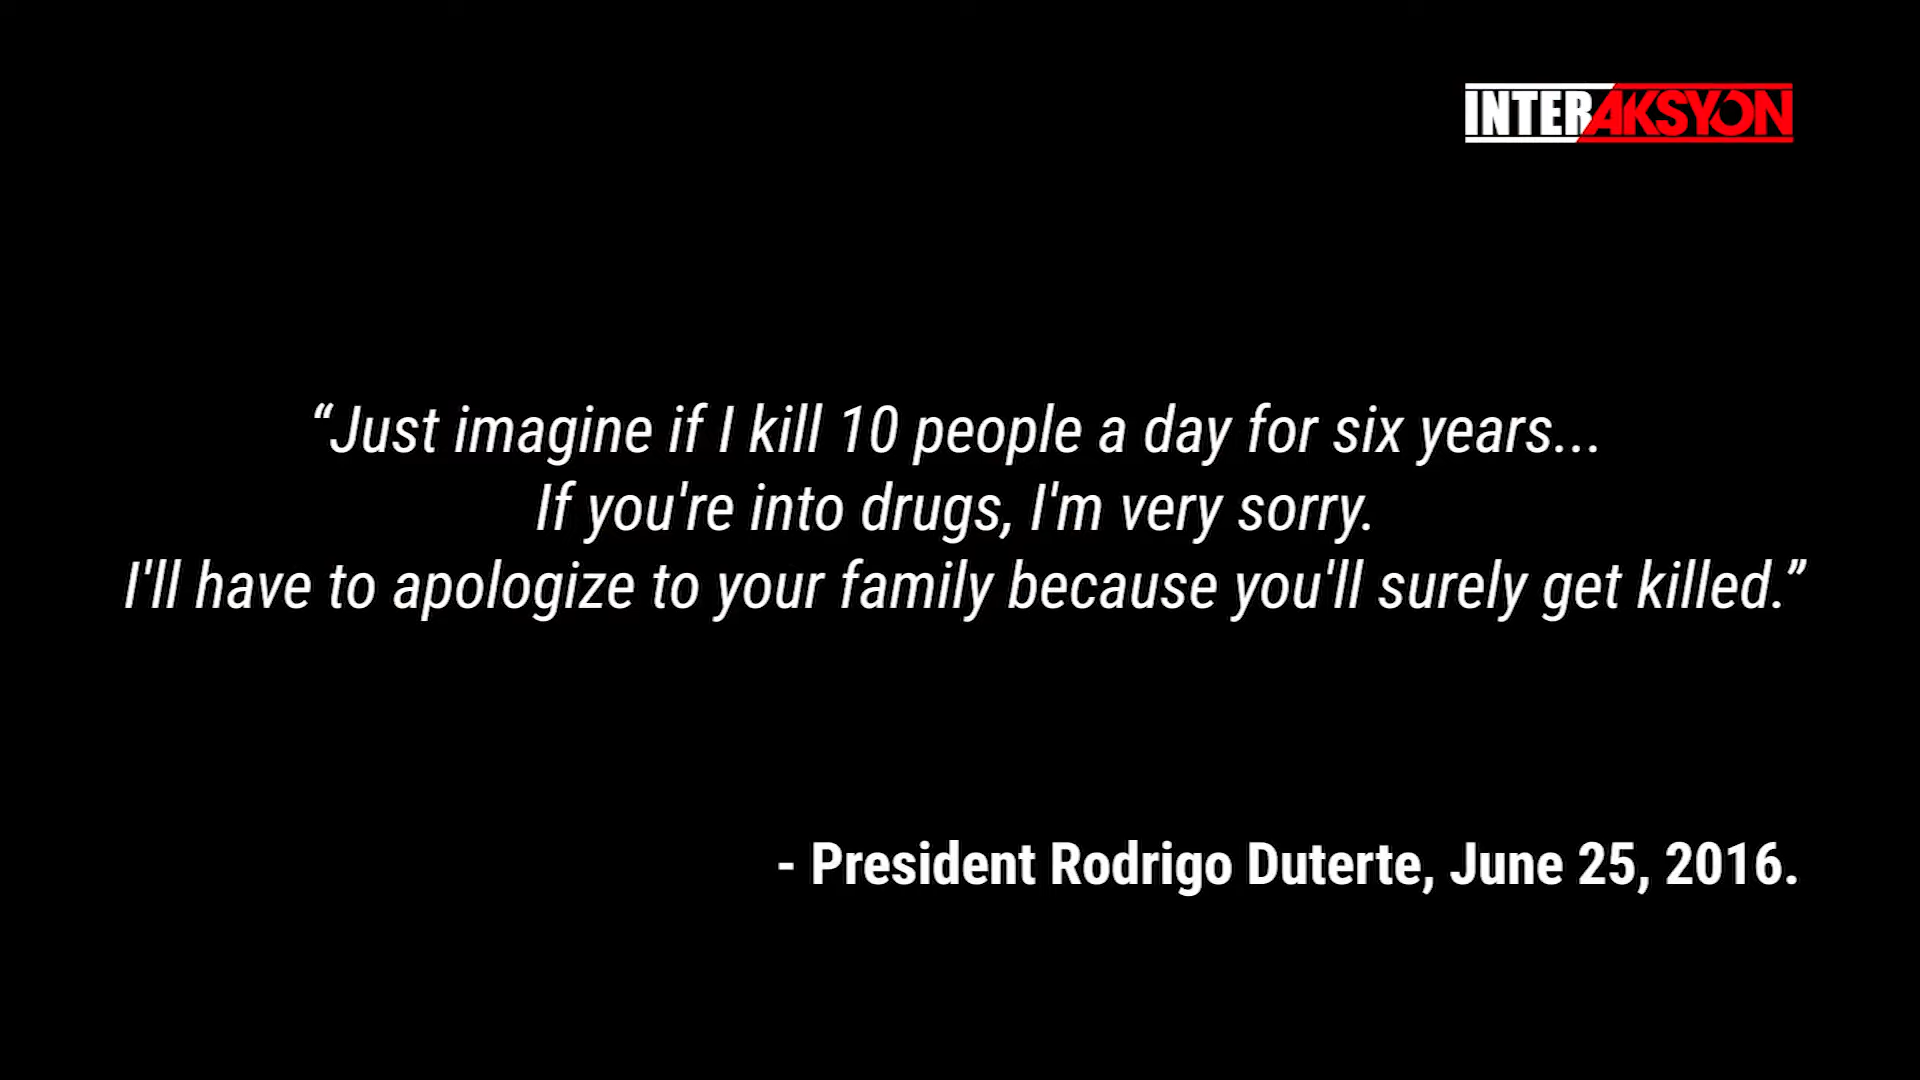 INTERAKSYON
“Just imagine if I kill 10 people a day for six years...
If you're into drugs, I'm very sorry.
I'll have to apologize to your family because you'll surely get killed.”
- President Rodrigo Duterte, June 25, 2016.